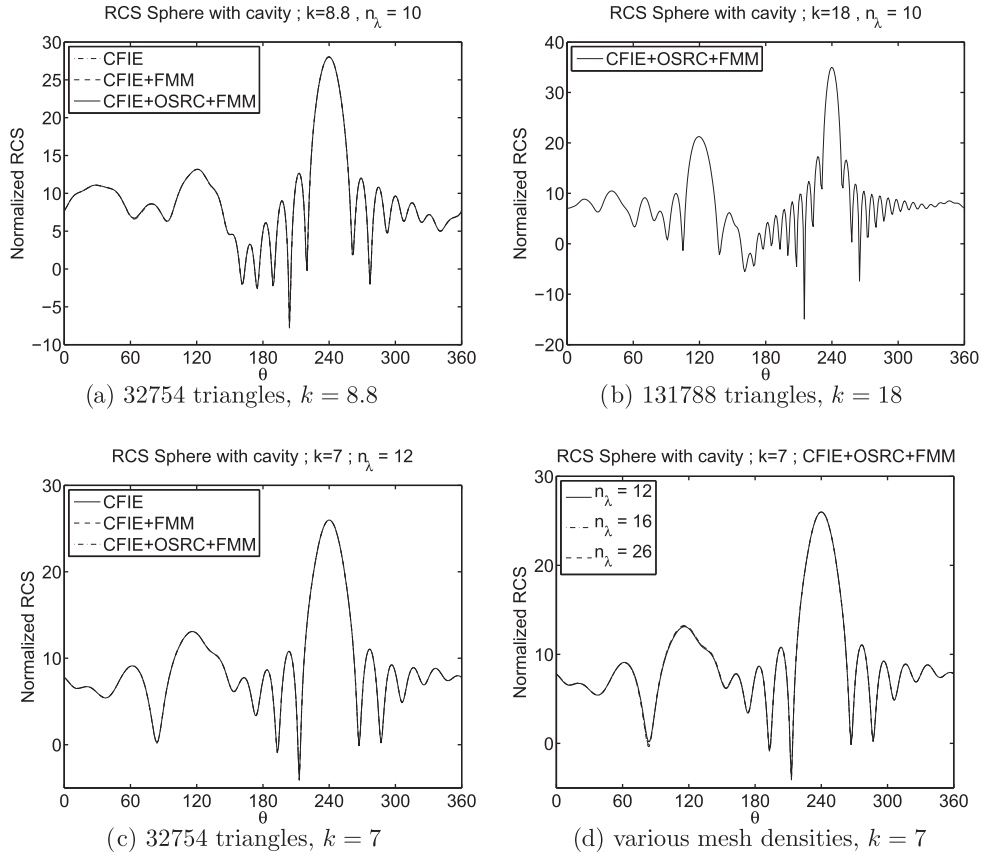 RCS Sphere with cavity ; k=8.8 , n_λ = 10
30
25
20
15
10
5
0
−5
−10
Normalized RCS
CFIE
CFIE+FMM
CFIE+OSRC+FMM
0 60 120 180 240 300 360
θ
(a) 32754 triangles, k = 8.8
RCS Sphere with cavity ; k=18 , n_λ = 10
40
30
20
10
0
−10
−20
Normalized RCS
CFIE+OSRC+FMM
0 60 120 180 240 300 360
θ
(b) 131788 triangles, k = 18
RCS Sphere with cavity ; k=7 ; n_λ = 12
30
20
10
0
Normalized RCS
CFIE
CFIE+FMM
CFIE+OSRC+FMM
0 60 120 180 240 300 360
θ
(c) 32754 triangles, k = 7
RCS Sphere with cavity ; k=7 ; CFIE+OSRC+FMM
30
20
10
0
Normalized RCS
n_λ = 12
n_λ = 16
n_λ = 26
0 60 120 180 240 300 360
θ
(d) various mesh densities, k = 7